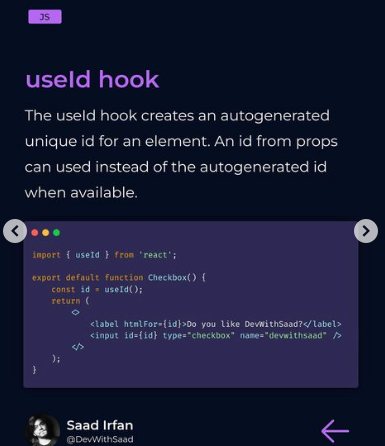 JS
useId hook
The useId hook creates an autogenerated
unique id for an element. An id from props
can used instead of the autogenerated id
when available.
import { useId } from 'react';
export default function Checkbox() {
const id = useId();
return (
<>
<label htmlFor={id}>Do you like DevWithSaad?</label>
<input id={id} type="checkbox" name="devwithsaad" />
</>
);
}
Saad Irfan
@DevWithSaad